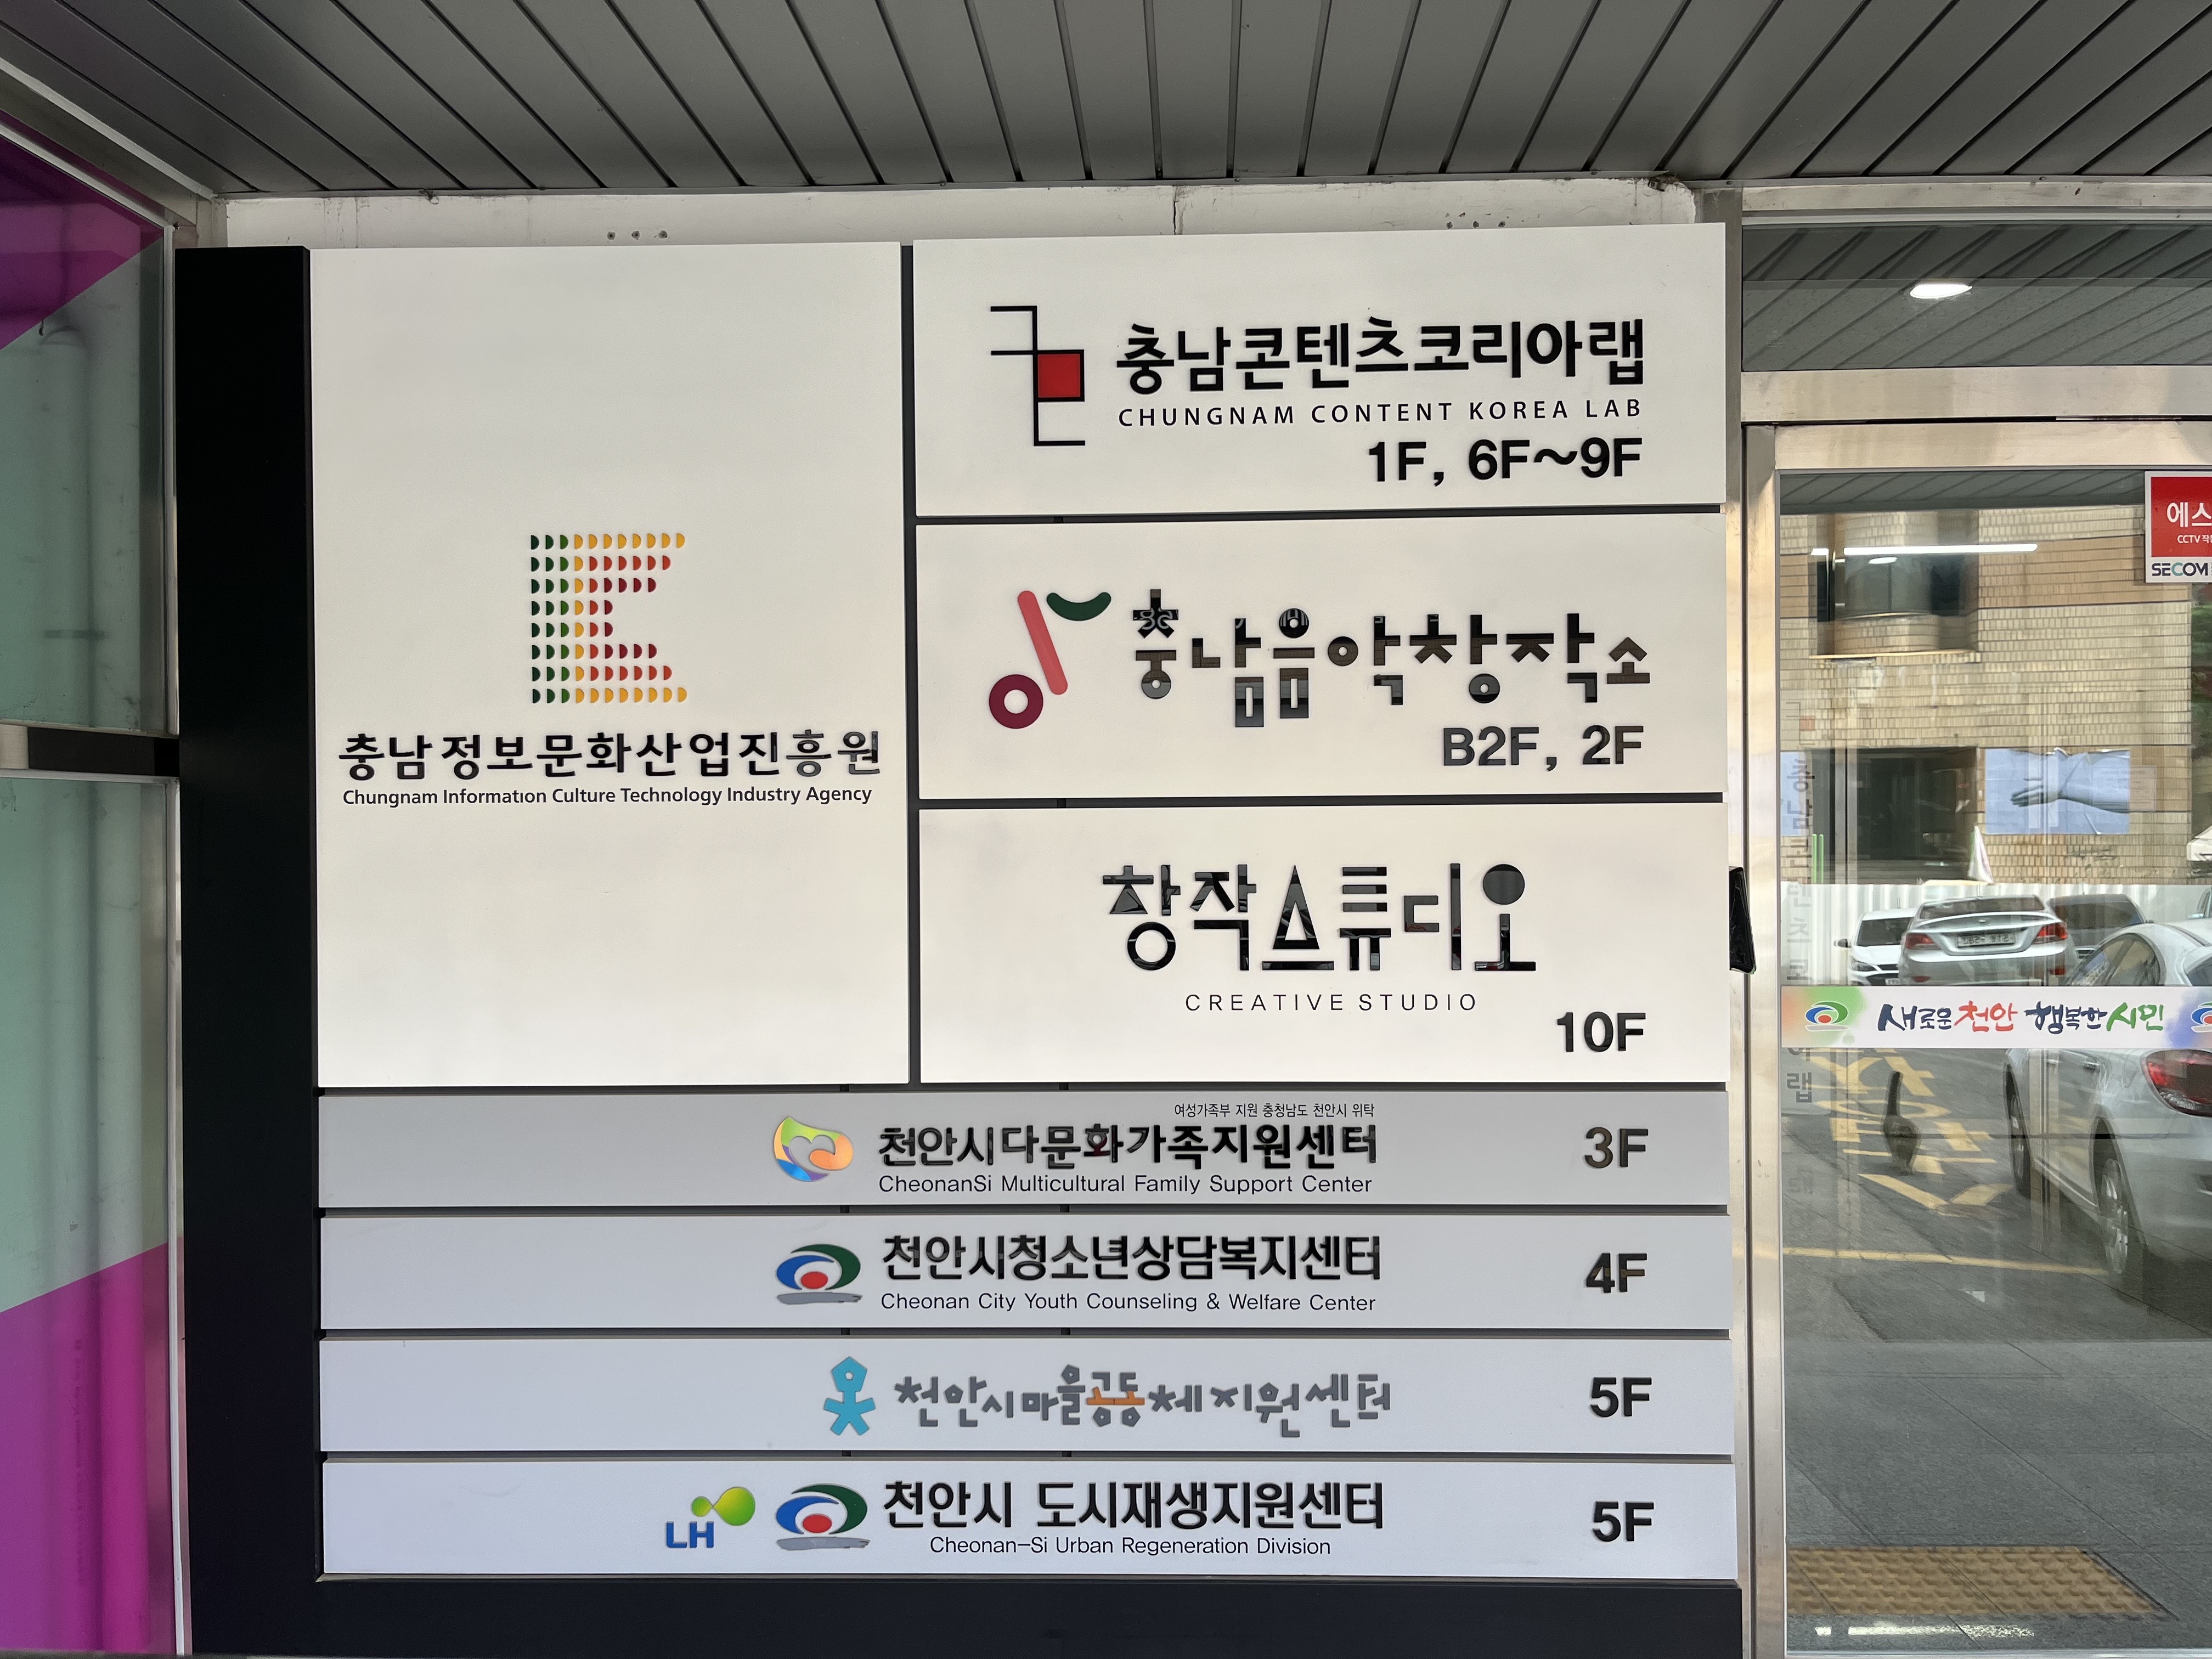 충남정보문화산업진흥원
Chungnam Information Culture Technology Industry Agency
충남콘텐츠코리아랩
CHUNGNAM CONTENT KOREA LAB
1F, 6F~9F
충남음악창작소
B2F, 2F
창작스튜디오
CREATIVE STUDIO
10F
여성가족부 지원 충청남도 천안시 위탁
천안시다문화가족지원센터
CheonanSi Multicultural Family Support Center
3F
천안시청소년상담복지센터
Cheonan City Youth Counseling & Welfare Center
4F
천안시마을공동체지원센터
5F
LH
천안시 도시재생지원센터
Cheonan-Si Urban Regeneration Division
5F
에스
CCTV 작
SECOM
새로운 천안 행복한 시민